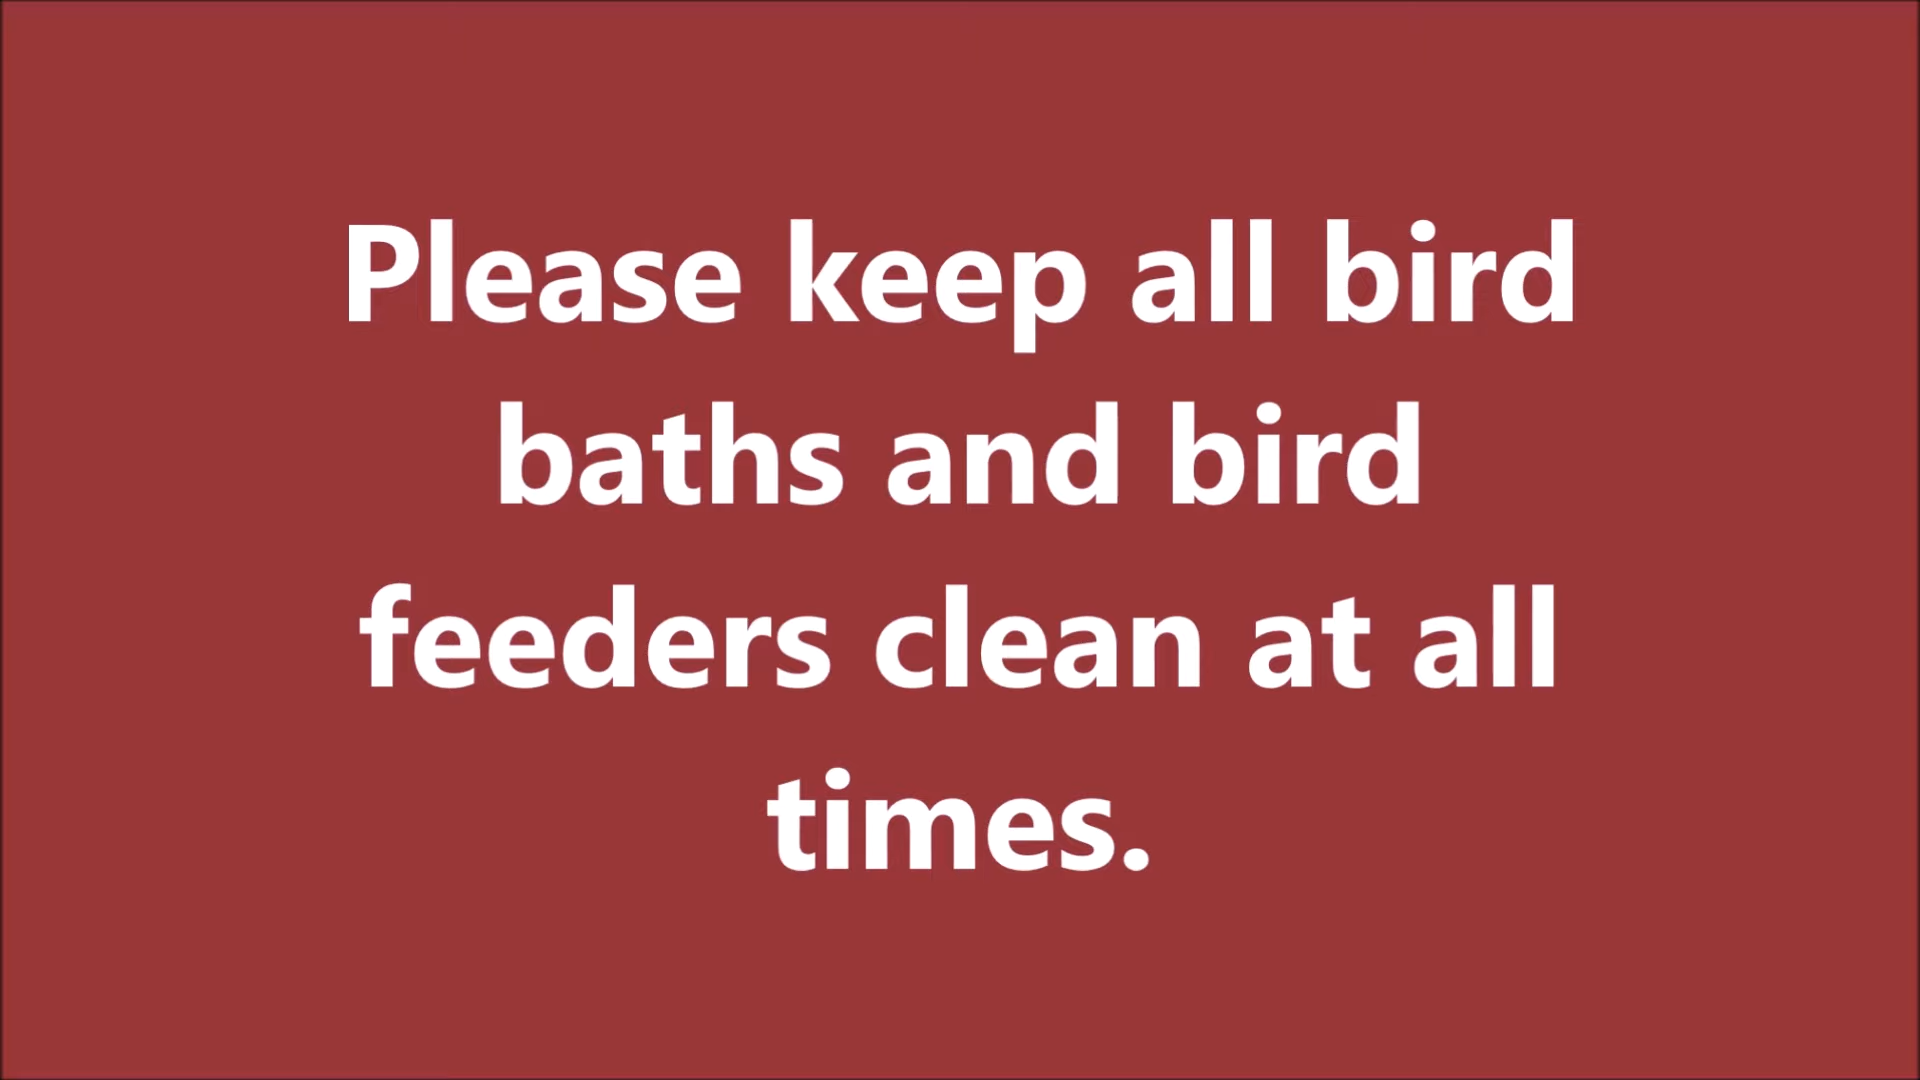 Please keep all bird
baths and bird
feeders clean at all
times.